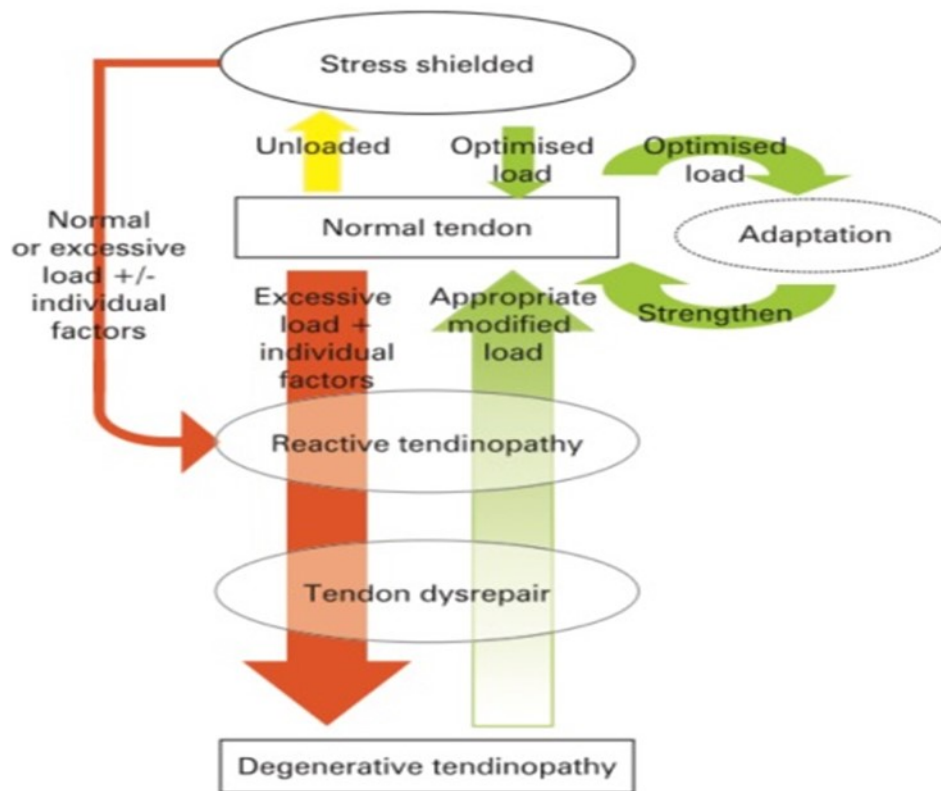 Stress shielded
Unloaded
Optimised
load
Optimised
load
Normal tendon
Adaptation
Normal
or excessive
load +/-
individual
factors
Excessive
load +
individual
factors
Appropriate
modified
load
Strengthen
Reactive tendinopathy
Tendon dysrepair
Degenerative tendinopathy